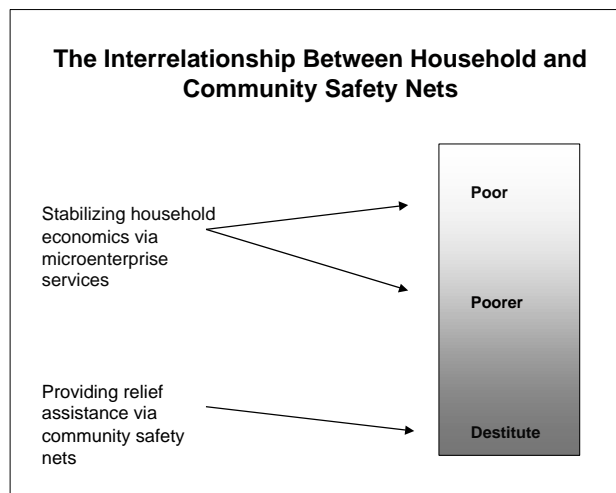 The Interrelationship Between Household and
Community Safety Nets
Poor
Stabilizing household
economics via
microenterprise
services
Poorer
Providing relief
assistance via
community safety
nets
Destitute